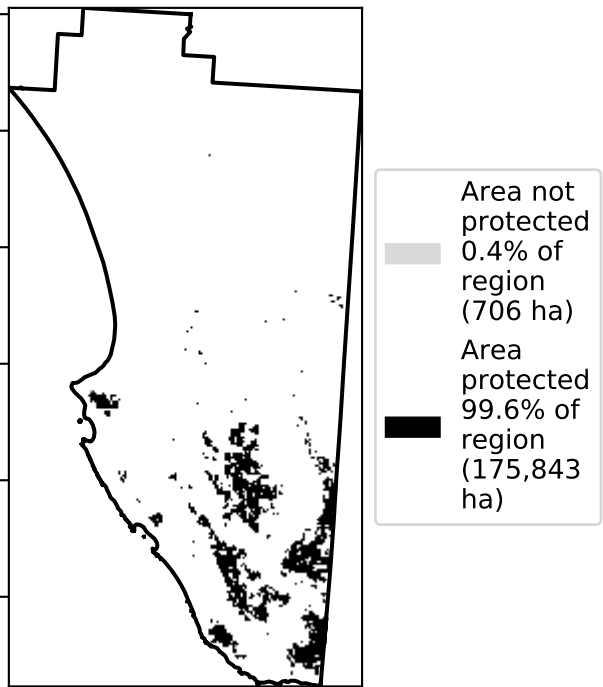 Area not
protected
0.4% of
region
(706 ha)
Area
protected
99.6% of
region
(175,843
ha)